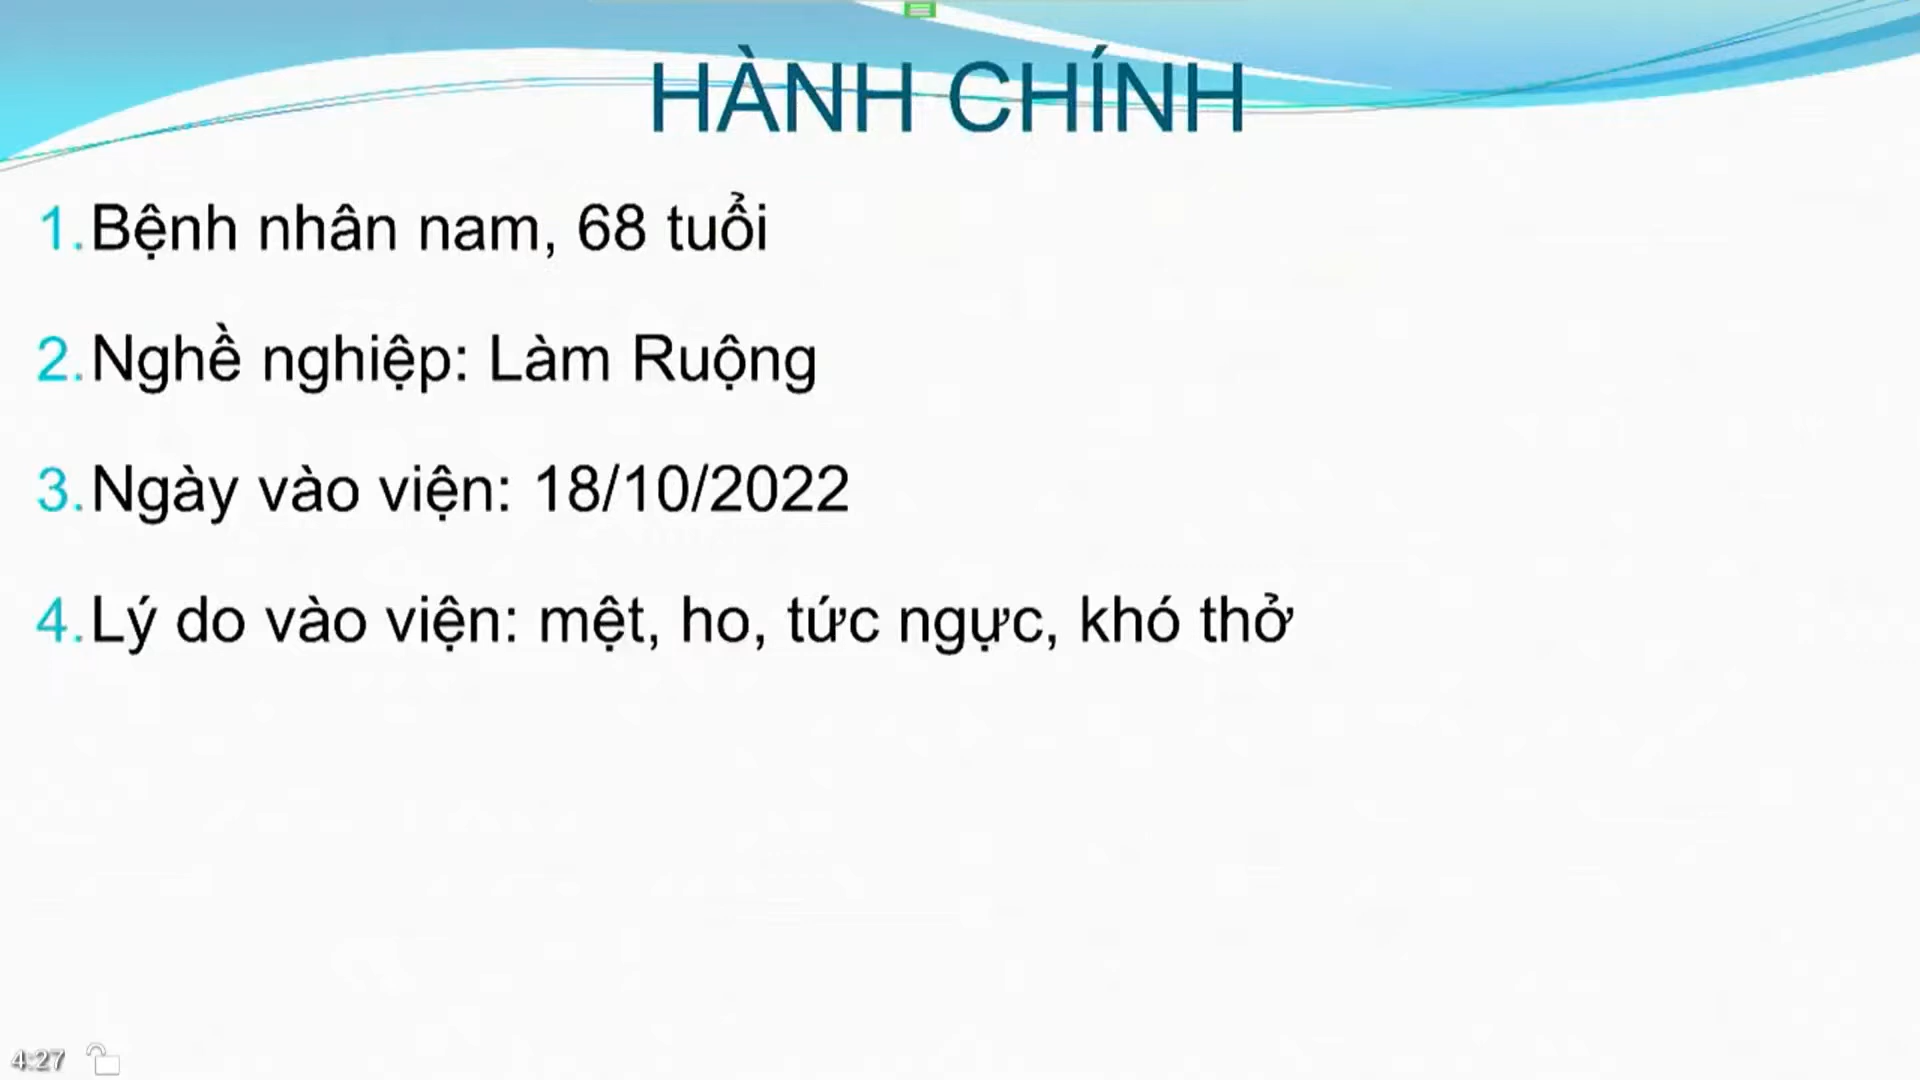 HÀNH CHÍNH
1. Bệnh nhân nam, 68 tuổi
2. Nghề nghiệp: Làm Ruộng
3. Ngày vào viện: 18/10/2022
4. Lý do vào viện: mệt, ho, tức ngực, khó thở
4:27